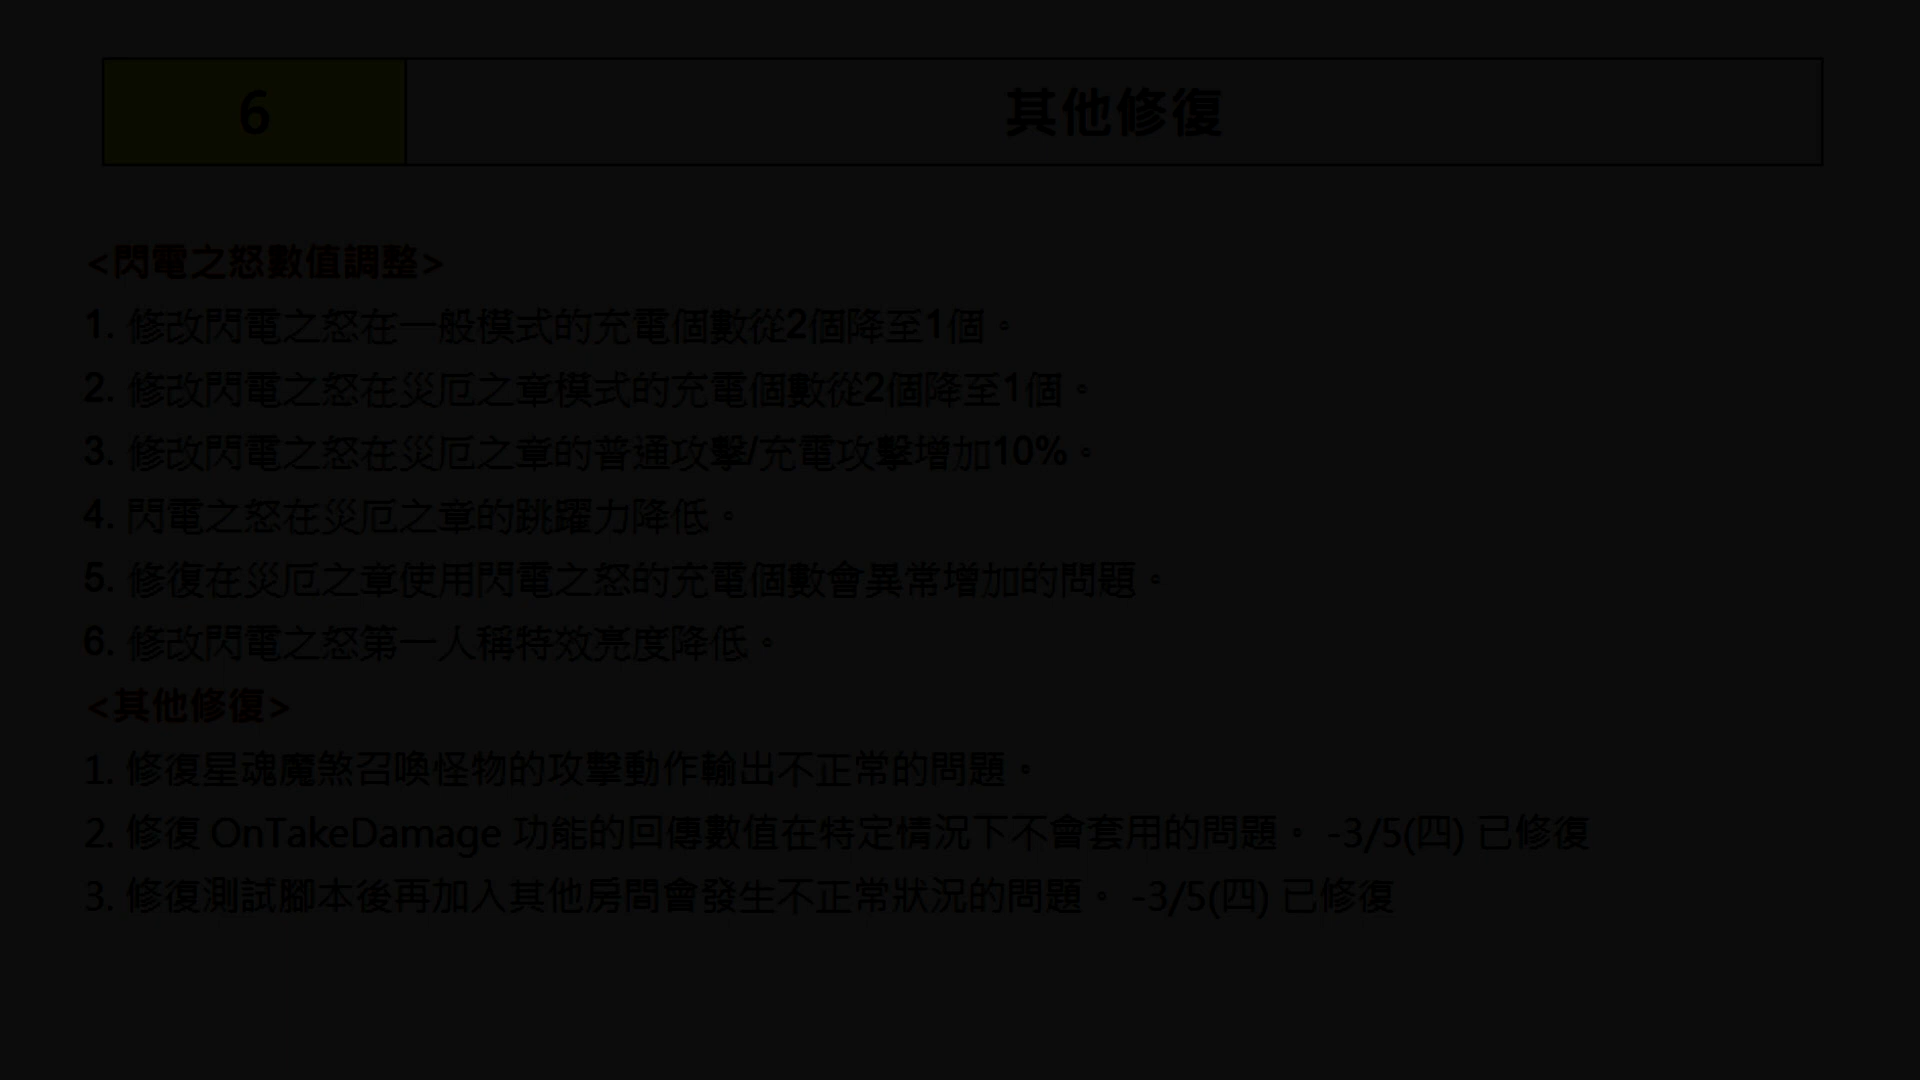 6
其他修復
<閃電之怒數值調整>
1. 修改閃電之怒在一般模式的充電個數從2個降至1個。
2. 修改閃電之怒在災厄之章模式的充電個數從2個降至1個。
3. 修改閃電之怒在災厄之章的普通攻擊/充電攻擊增加10%。
4. 閃電之怒在災厄之章的跳躍力降低。
5. 修復在災厄之章使用閃電之怒的充電個數會異常增加的問題。
6. 修改閃電之怒第一人稱特效亮度降低。
<其他修復>
1. 修復星魂魔煞召喚怪物的攻擊動作輸出不正常的問題。
2. 修復 OnTakeDamage 功能的回傳數值在特定情況下不會套用的問題。 -3/5(四) 已修復
3. 修復測試腳本後再加入其他房間會發生不正常狀況的問題。 -3/5(四) 已修復